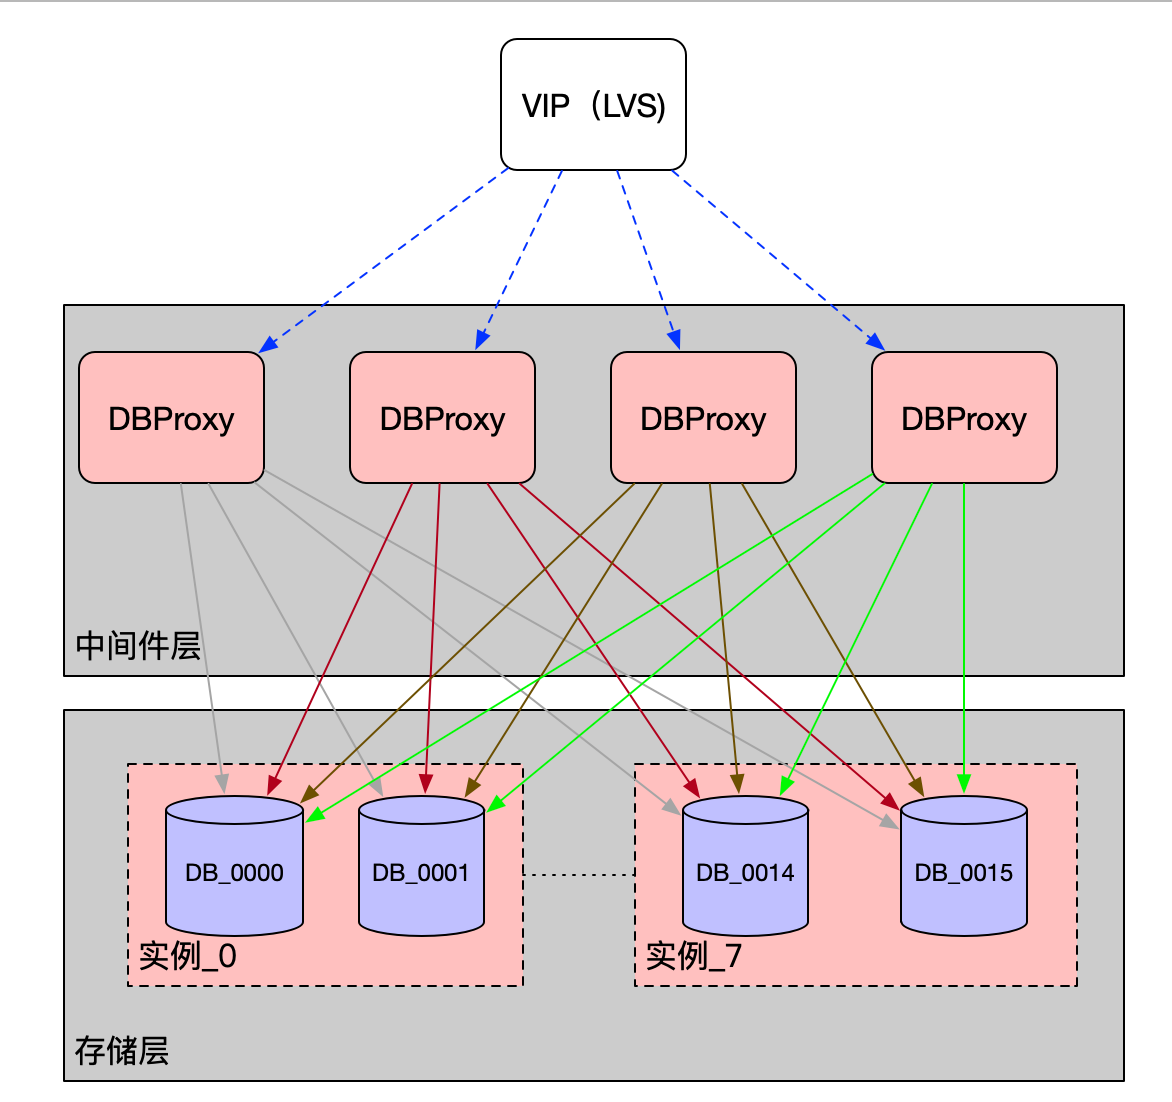 VIP（LVS)
DBProxy
DBProxy
DBProxy
DBProxy
中间件层
DB_0000
DB_0001
DB_0014
DB_0015
实例_0
实例_7
存储层